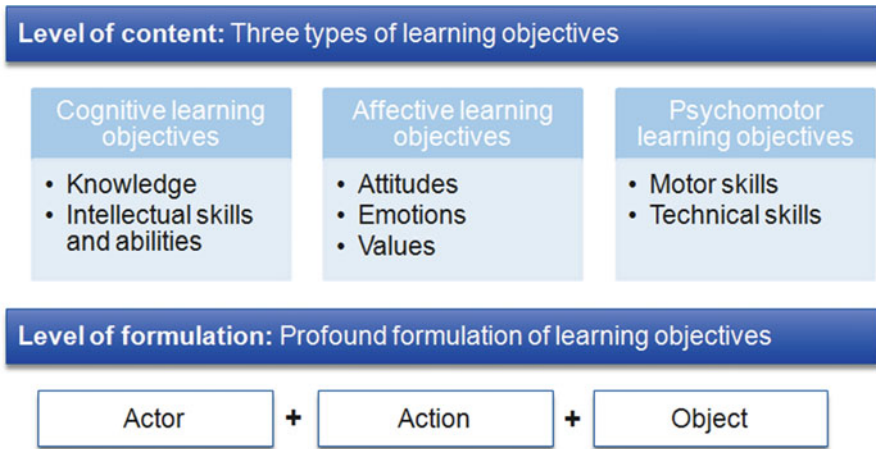 Level of content: Three types of learning objectives
Cognitive learning
objectives
• Knowledge
• Intellectual skills
and abilities
Affective learning
objectives
• Attitudes
• Emotions
• Values
Psychomotor
learning objectives
• Motor skills
• Technical skills
Level of formulation: Profound formulation of learning objectives
Actor + Action + Object